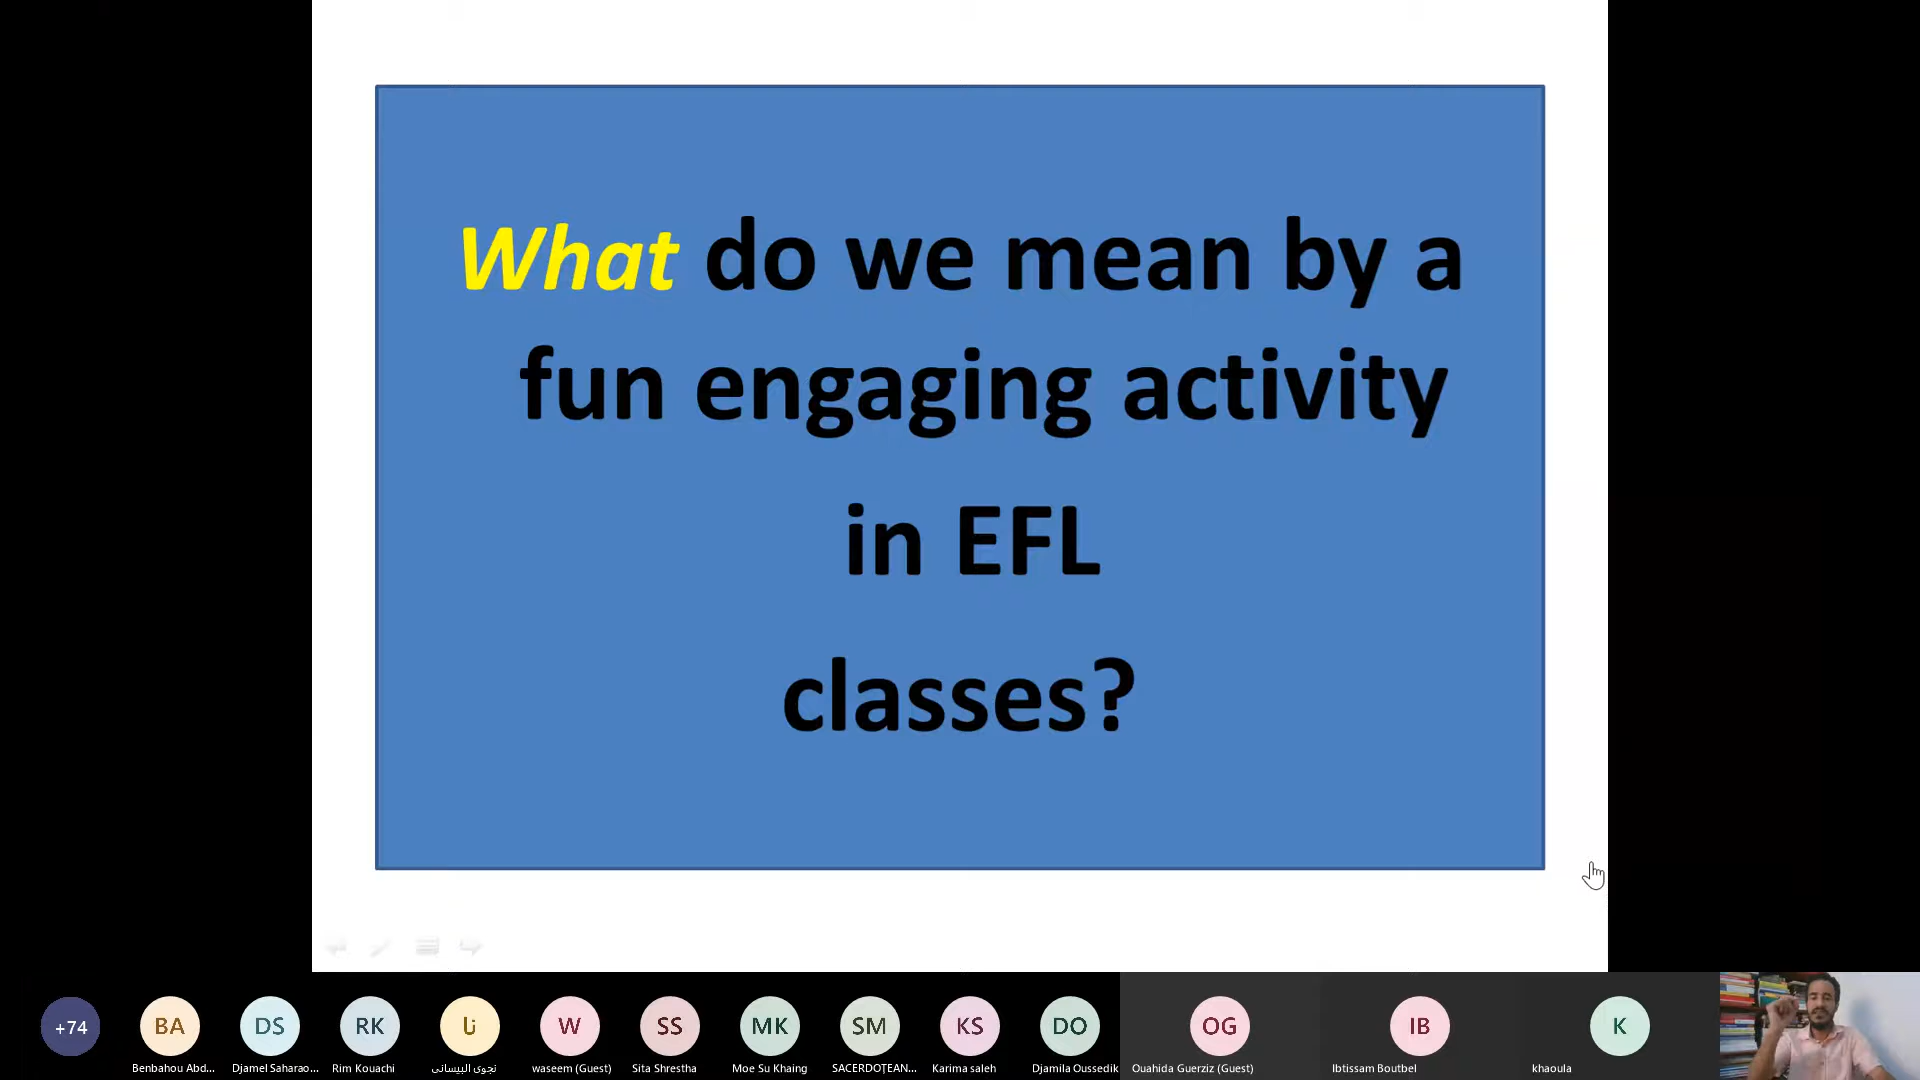 What do we mean by a
fun engaging activity
in EFL
classes?
+74
BA
DS
RK
نا
W
SS
MK
SM
KS
DO
OG
IB
K
Benbahou Abd...
Djamel Saharao...
Rim Kouachi
نجوى البيسانى
waseem (Guest)
Sita Shrestha
Moe Su Khaing
SACERDOȚEAN...
Karima saleh
Djamila Oussedik
Ouahida Guerziz (Guest)
Ibtissam Boutbel
khaoula